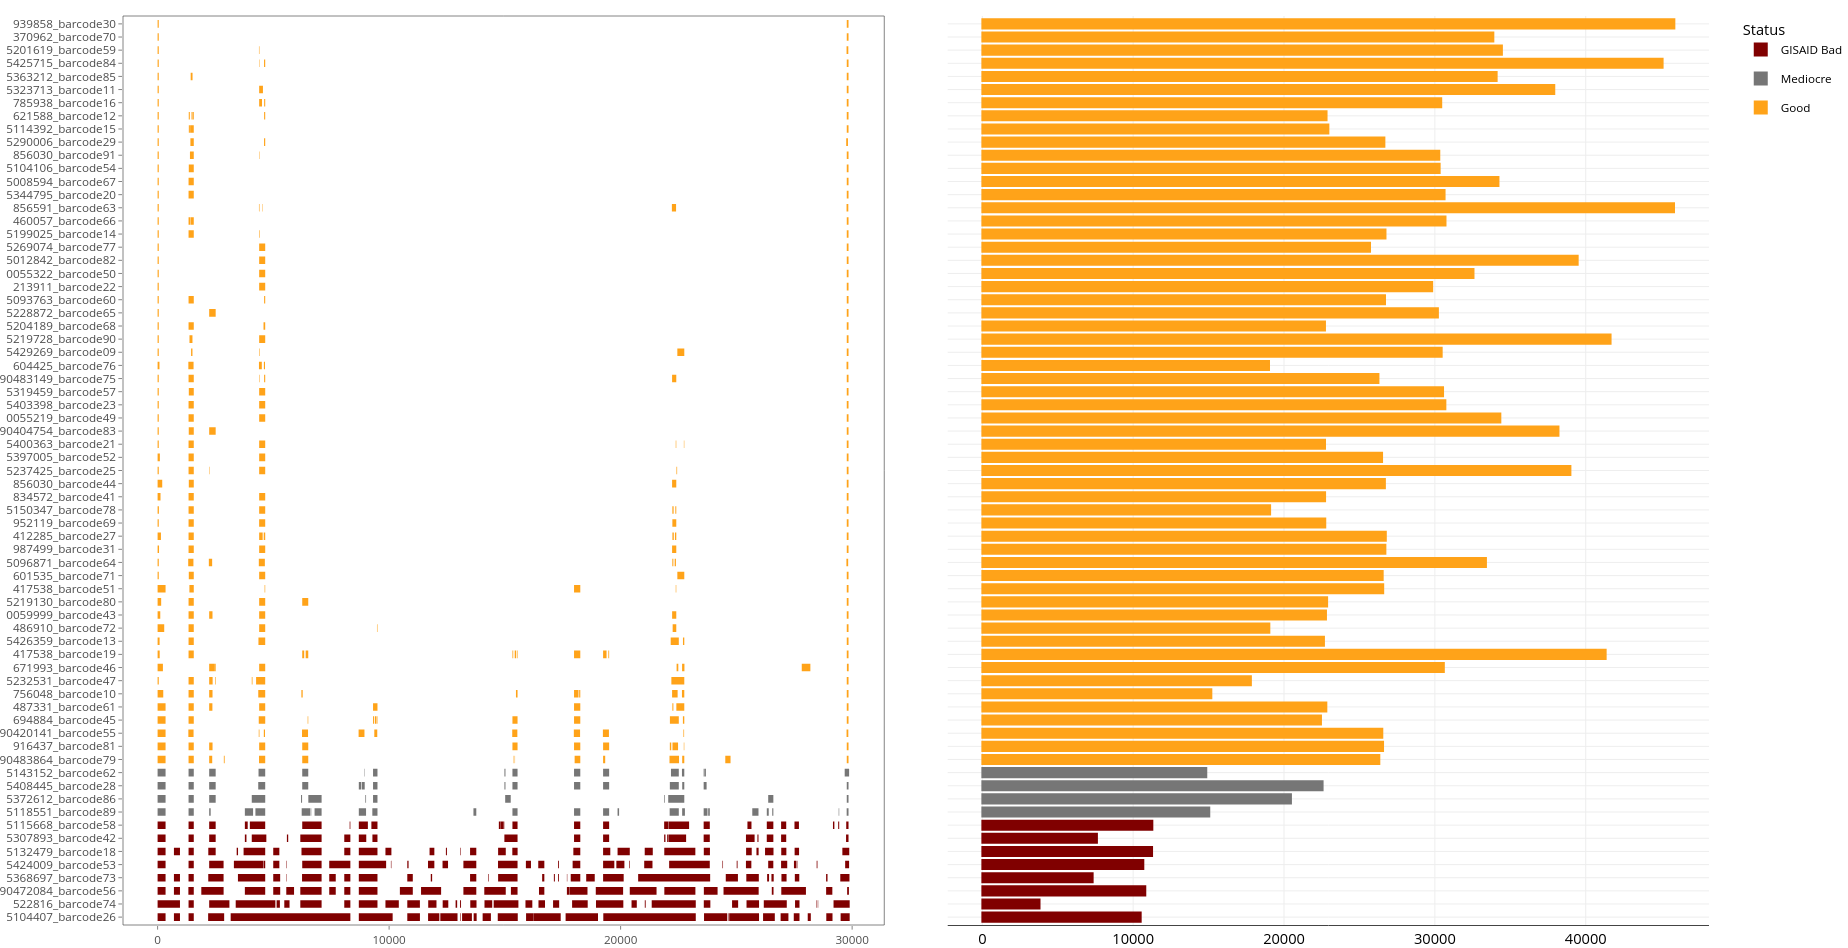 939858_barcode30
370962_barcode70
5201619_barcode59
5425715_barcode84
5363212_barcode85
5323713_barcode11
785938_barcode16
621588_barcode12
5114392_barcode15
5290006_barcode29
856030_barcode91
5104106_barcode54
5008594_barcode67
5344795_barcode20
856591_barcode63
460057_barcode66
5199025_barcode14
5269074_barcode77
5012842_barcode82
0055322_barcode50
213911_barcode22
5093763_barcode60
5228872_barcode65
5204189_barcode68
5219728_barcode90
5429269_barcode09
604425_barcode76
90483149_barcode75
5319459_barcode57
5403398_barcode23
0055219_barcode49
90404754_barcode83
5400363_barcode21
5397005_barcode52
5237425_barcode25
856030_barcode44
834572_barcode41
5150347_barcode78
952119_barcode69
412285_barcode27
987499_barcode31
5096871_barcode64
601535_barcode71
417538_barcode51
5219130_barcode80
0059999_barcode43
486910_barcode72
5426359_barcode13
417538_barcode19
671993_barcode46
5232531_barcode47
756048_barcode10
487331_barcode61
694884_barcode45
90420141_barcode55
916437_barcode81
90483864_barcode79
5143152_barcode62
5408445_barcode28
5372612_barcode86
5118551_barcode89
5115668_barcode58
5307893_barcode42
5132479_barcode18
5424009_barcode53
5368697_barcode73
90472084_barcode56
522816_barcode74
5104407_barcode26
0 10000 20000 30000
0 10000 20000 30000 40000
Status
GISAID Bad
Mediocre
Good